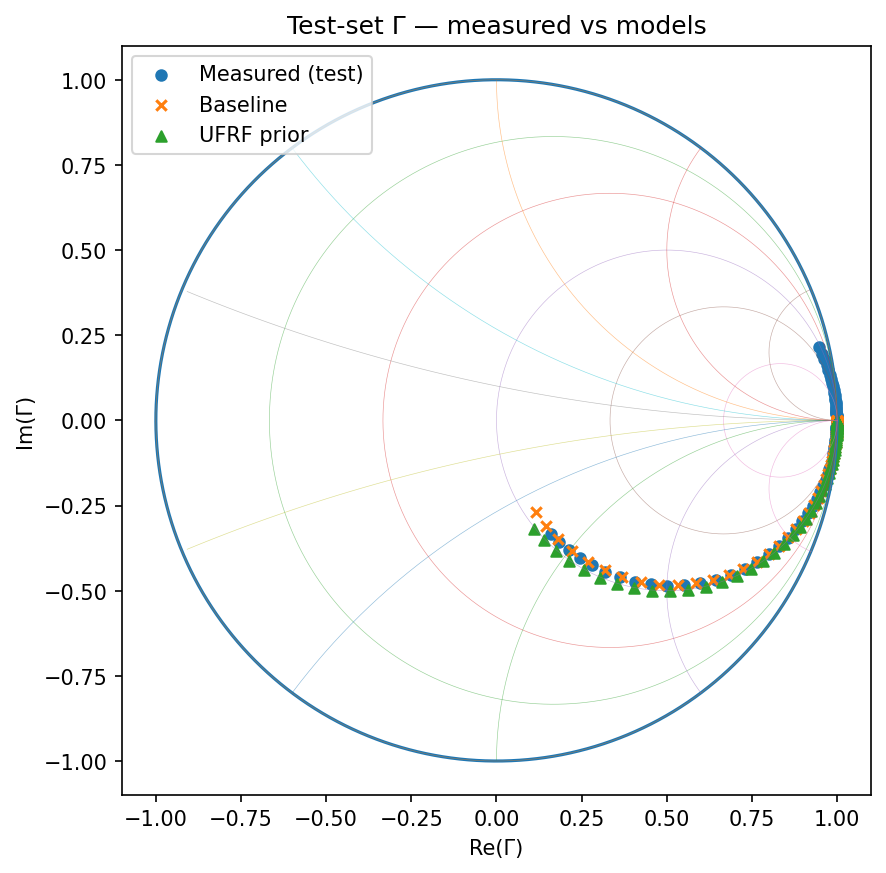 Test-set Γ — measured vs models
Measured (test)
Baseline
UFRF prior
1.00
0.75
0.50
0.25
0.00
−0.25
−0.50
−0.75
−1.00
Im(Γ)
−1.00 −0.75 −0.50 −0.25 0.00 0.25 0.50 0.75 1.00
Re(Γ)